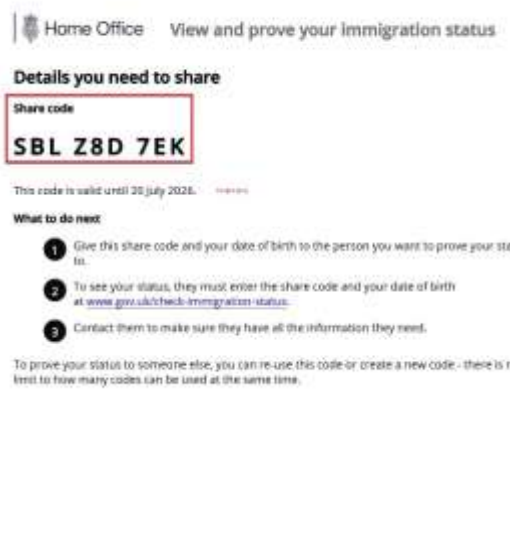 Home Office View and prove your immigration status
Details you need to share
Share code
SBL Z8D 7EK
This code is valid until 20 July 2026.
What to do next
1 Give this share code and your date of birth to the person you want to prove your sta
to.
2 To see your status, they must enter the share code and your date of birth
at www.gov.uk/check-immigration-status.
3 Contact them to make sure they have all the information they need.
To prove your status to someone else, you can re-use this code or create a new code - there is n
limit to how many codes can be used at the same time.